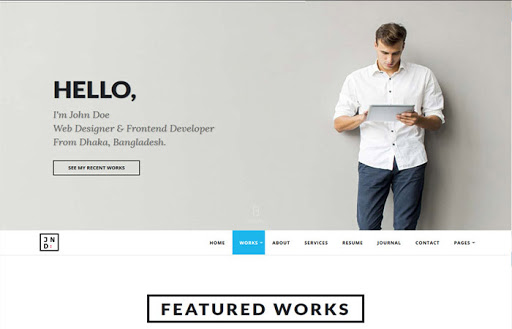 HELLO,
I'm John Doe
Web Designer & Frontend Developer
From Dhaka, Bangladesh.
SEE MY RECENT WORKS
JN
D
HOME WORKS ABOUT SERVICES RESUME JOURNAL CONTACT PAGES
FEATURED WORKS